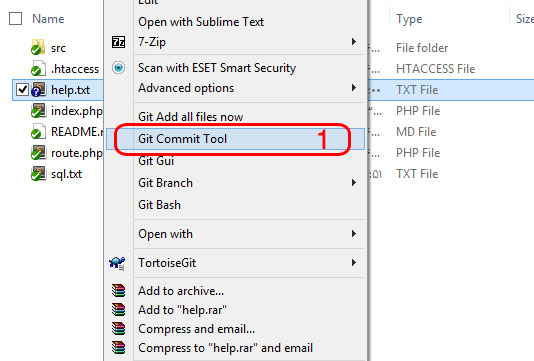 Name
Type
Size
src
File folder
.htaccess
HTACCESS File
help.txt
TXT File
index.php
PHP File
README.
MD File
route.php
PHP File
sql.txt
TXT File
Edit
Open with Sublime Text
7z
7-Zip
Scan with ESET Smart Security
Advanced options
Git Add all files now
Git Commit Tool
1
Git Gui
Git Branch
Git Bash
Open with
TortoiseGit
Add to archive...
Add to "help.rar"
Compress and email...
Compress to "help.rar" and email